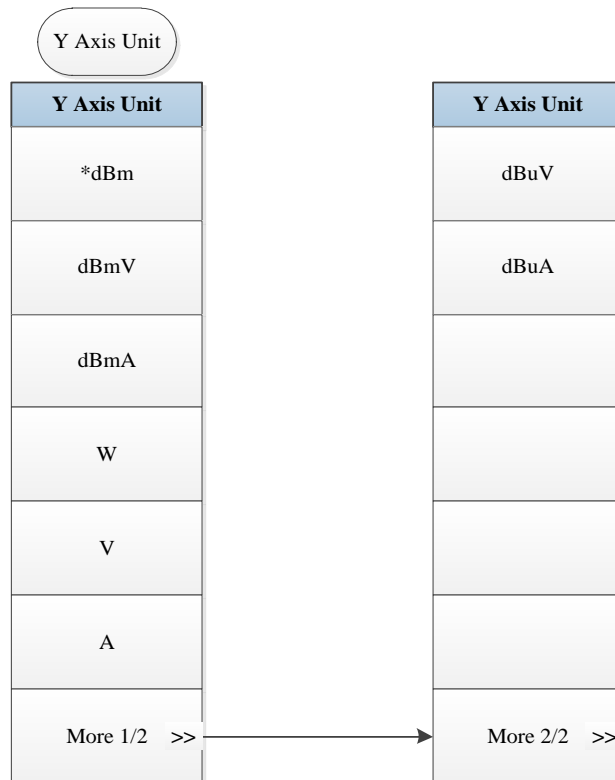 Y Axis Unit
Y Axis Unit
*dBm
dBmV
dBmA
W
V
A
More 1/2 >>
Y Axis Unit
dBuV
dBuA
More 2/2 >>